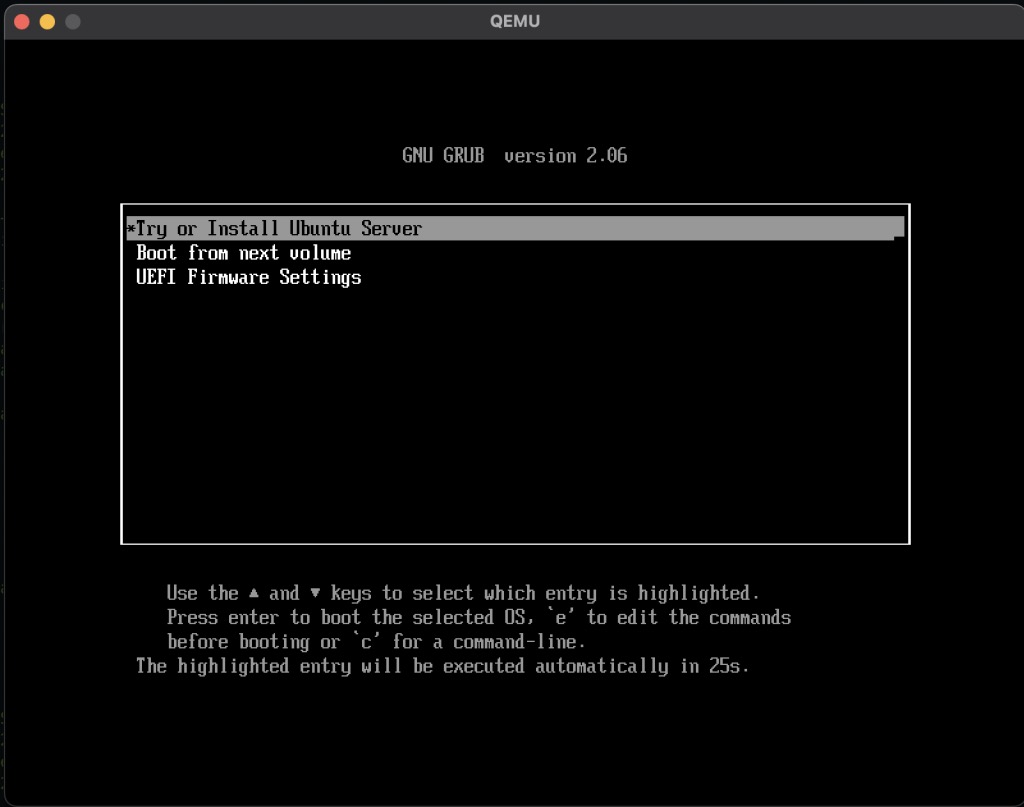 QEMU
GNU GRUB  version 2.06
*Try or Install Ubuntu Server
Boot from next volume
UEFI Firmware Settings
Use the ▲ and ▼ keys to select which entry is highlighted.
Press enter to boot the selected OS, `e' to edit the commands
before booting or `c' for a command-line.
The highlighted entry will be executed automatically in 25s.